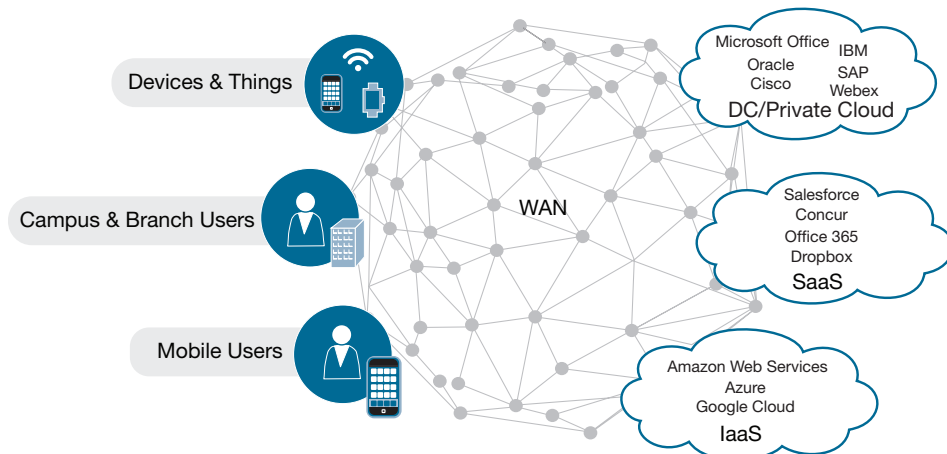 Devices & Things
Campus & Branch Users
Mobile Users
WAN
Microsoft Office
IBM
Oracle
SAP
Cisco
Webex
DC/Private Cloud
Salesforce
Concur
Office 365
Dropbox
SaaS
Amazon Web Services
Azure
Google Cloud
IaaS